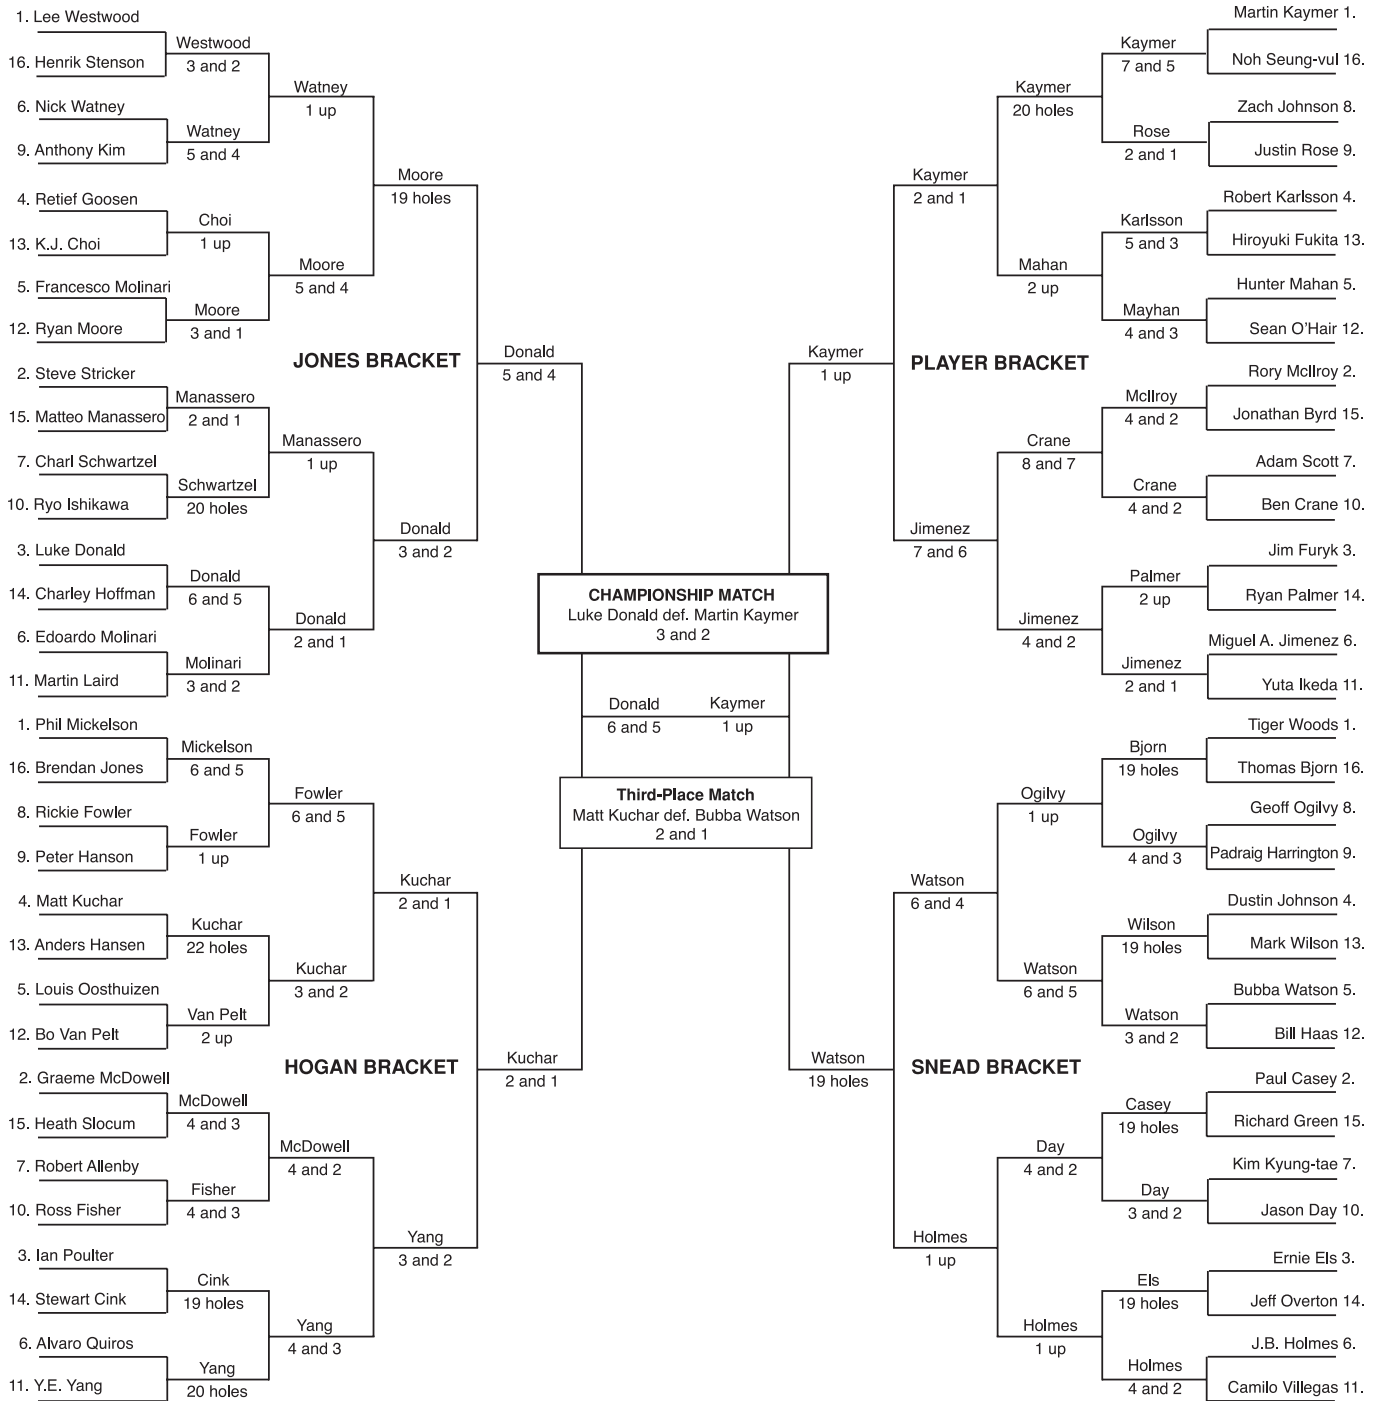 1. Lee Westwood
16. Henrik Stenson
6. Nick Watney
9. Anthony Kim
4. Retief Goosen
13. K.J. Choi
5. Francesco Molinari
12. Ryan Moore
2. Steve Stricker
15. Matteo Manassero
7. Charl Schwartzel
10. Ryo Ishikawa
3. Luke Donald
14. Charley Hoffman
6. Edoardo Molinari
11. Martin Laird
Westwood
3 and 2
Watney
5 and 4
Choi
1 up
Moore
3 and 1
Manassero
2 and 1
Schwartzel
20 holes
Donald
6 and 5
Molinari
3 and 2
Watney
1 up
Moore
5 and 4
Manassero
1 up
Donald
2 and 1
Moore
19 holes
Donald
3 and 2
JONES BRACKET
Donald
5 and 4
1. Phil Mickelson
16. Brendan Jones
8. Rickie Fowler
9. Peter Hanson
4. Matt Kuchar
13. Anders Hansen
5. Louis Oosthuizen
12. Bo Van Pelt
2. Graeme McDowell
15. Heath Slocum
7. Robert Allenby
10. Ross Fisher
3. Ian Poulter
14. Stewart Cink
6. Alvaro Quiros
11. Y.E. Yang
Mickelson
6 and 5
Fowler
1 up
Kuchar
22 holes
Van Pelt
2 up
McDowell
4 and 3
Fisher
4 and 3
Cink
19 holes
Yang
20 holes
Fowler
6 and 5
Kuchar
3 and 2
McDowell
4 and 2
Yang
4 and 3
Kuchar
2 and 1
Yang
3 and 2
HOGAN BRACKET
Kuchar
2 and 1
CHAMPIONSHIP MATCH
Luke Donald def. Martin Kaymer
3 and 2
Donald
6 and 5
Kaymer
1 up
Third-Place Match
Matt Kuchar def. Bubba Watson
2 and 1
Kaymer
1 up
PLAYER BRACKET
Kaymer
2 and 1
Jimenez
7 and 6
Kaymer
20 holes
Mahan
2 up
Crane
8 and 7
Jimenez
4 and 2
Kaymer
7 and 5
Rose
2 and 1
Karlsson
5 and 3
Mayhan
4 and 3
McIlroy
4 and 2
Crane
4 and 2
Palmer
2 up
Jimenez
2 and 1
Martin Kaymer 1.
Noh Seung-vul 16.
Zach Johnson 8.
Justin Rose 9.
Robert Karlsson 4.
Hiroyuki Fukita 13.
Hunter Mahan 5.
Sean O'Hair 12.
Rory McIlroy 2.
Jonathan Byrd 15.
Adam Scott 7.
Ben Crane 10.
Jim Furyk 3.
Ryan Palmer 14.
Miguel A. Jimenez 6.
Yuta Ikeda 11.
Watson
19 holes
SNEAD BRACKET
Watson
6 and 4
Holmes
1 up
Ogilvy
1 up
Watson
6 and 5
Day
4 and 2
Holmes
1 up
Bjorn
19 holes
Ogilvy
4 and 3
Wilson
19 holes
Watson
3 and 2
Casey
19 holes
Day
3 and 2
Els
19 holes
Holmes
4 and 2
Tiger Woods 1.
Thomas Bjorn 16.
Geoff Ogilvy 8.
Padraig Harrington 9.
Dustin Johnson 4.
Mark Wilson 13.
Bubba Watson 5.
Bill Haas 12.
Paul Casey 2.
Richard Green 15.
Kim Kyung-tae 7.
Jason Day 10.
Ernie Els 3.
Jeff Overton 14.
J.B. Holmes 6.
Camilo Villegas 11.